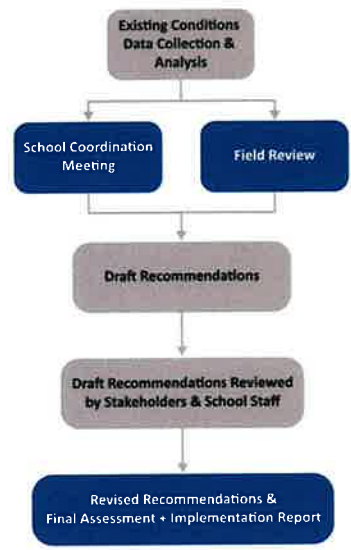 Existing Conditions
Data Collection &
Analysis
School Coordination
Meeting
Field Review
Draft Recommendations
Draft Recommendations Reviewed
by Stakeholders & School Staff
Revised Recommendations &
Final Assessment + Implementation Report